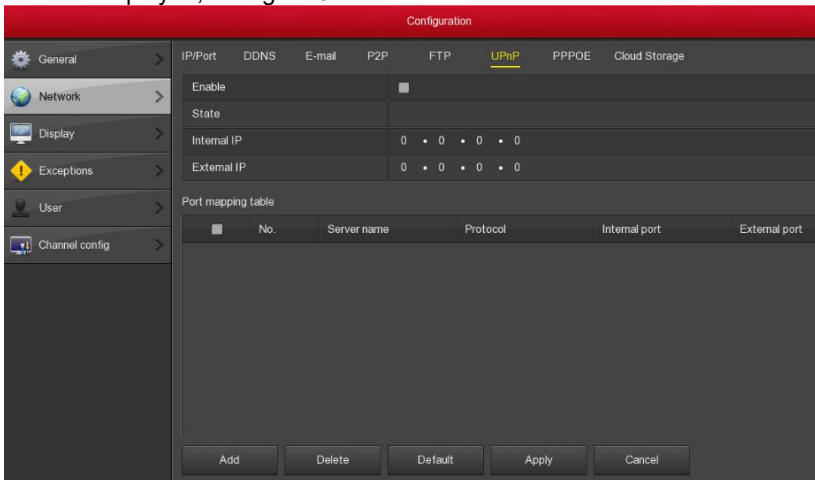 Configuration
General
Network
Display
Exceptions
User
Channel config
IP/Port DDNS E-mail P2P FTP UPnP PPPOE Cloud Storage
Enable
State
Internal IP 0 • 0 • 0 • 0
External IP 0 • 0 • 0 • 0
Port mapping table
No. Server name Protocol Internal port External port
Add Delete Default Apply Cancel